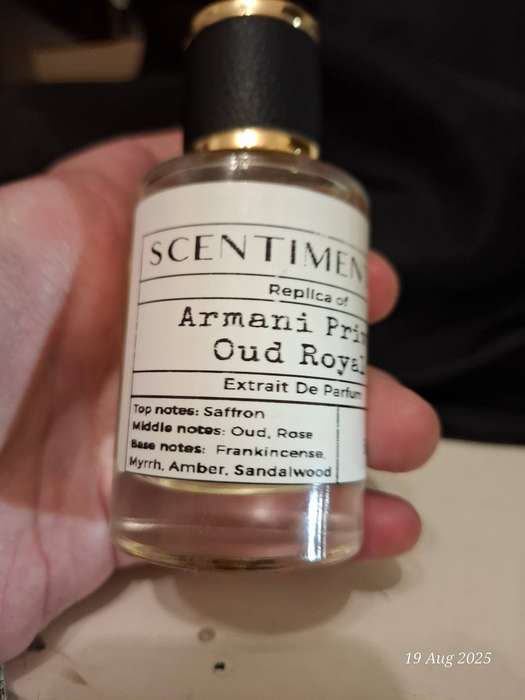 SCENTIMEN
Replica of
Armani Pri
Oud Royal
Extrait De Parfum
Top notes: Saffron
Middle notes: Oud, Rose
Base notes: Frankincense,
Myrrh, Amber, Sandalwood
19 Aug 2025